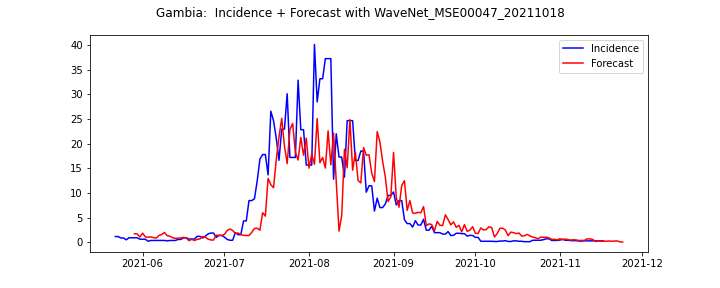 Gambia:  Incidence + Forecast with WaveNet_MSE00047_20211018
Incidence
Forecast
40
35
30
25
20
15
10
5
0
2021-06 2021-07 2021-08 2021-09 2021-10 2021-11 2021-12